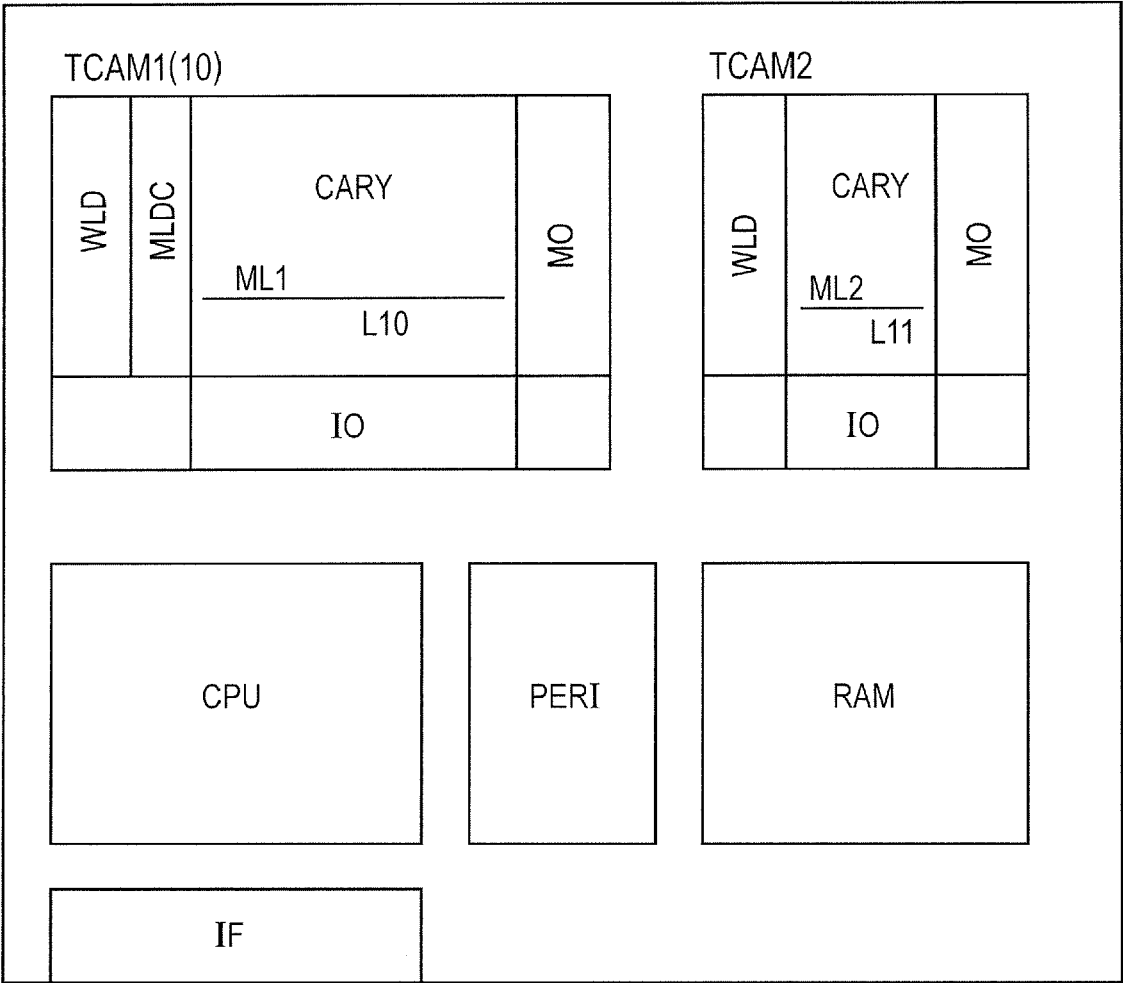 TCAM1(10)
TCAM2
WLD
MLDC
CARY
MO
ML1
L10
IO
WLD
CARY
MO
ML2
L11
IO
CPU
PERI
RAM
IF